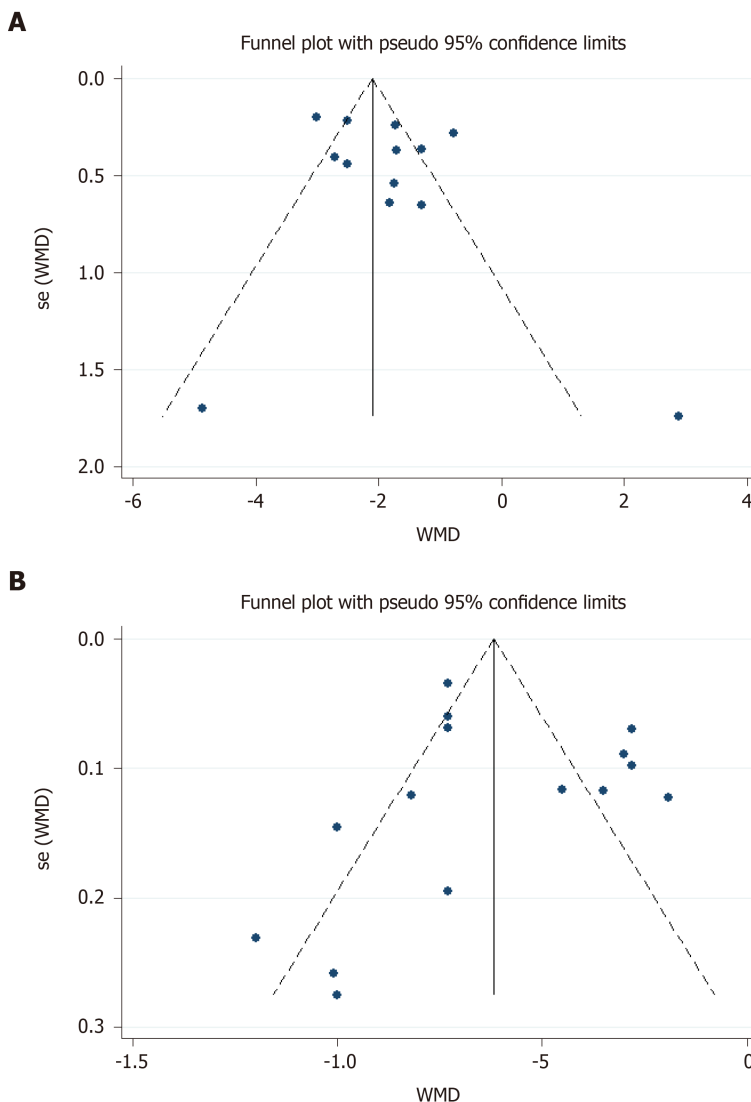 A
Funnel plot with pseudo 95% confidence limits
0.0
0.5
1.0
1.5
2.0
se (WMD)
-6 -4 -2 0 2 4
WMD
B
Funnel plot with pseudo 95% confidence limits
0.0
0.1
0.2
0.3
se (WMD)
-1.5 -1.0 -5 0
WMD